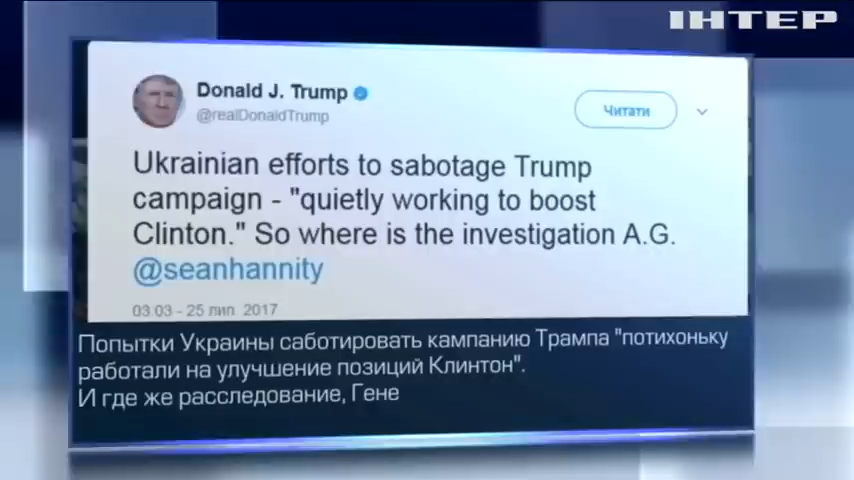 ІНТЕР
Donald J. Trump
@realDonaldTrump
Читати
Ukrainian efforts to sabotage Trump
campaign - "quietly working to boost
Clinton." So where is the investigation A.G.
@seanhannity
03:03 - 25 лип. 2017
Попытки Украины саботировать кампанию Трампа "потихоньку
работали на улучшение позиций Клинтон".
И где же расследование, Гене